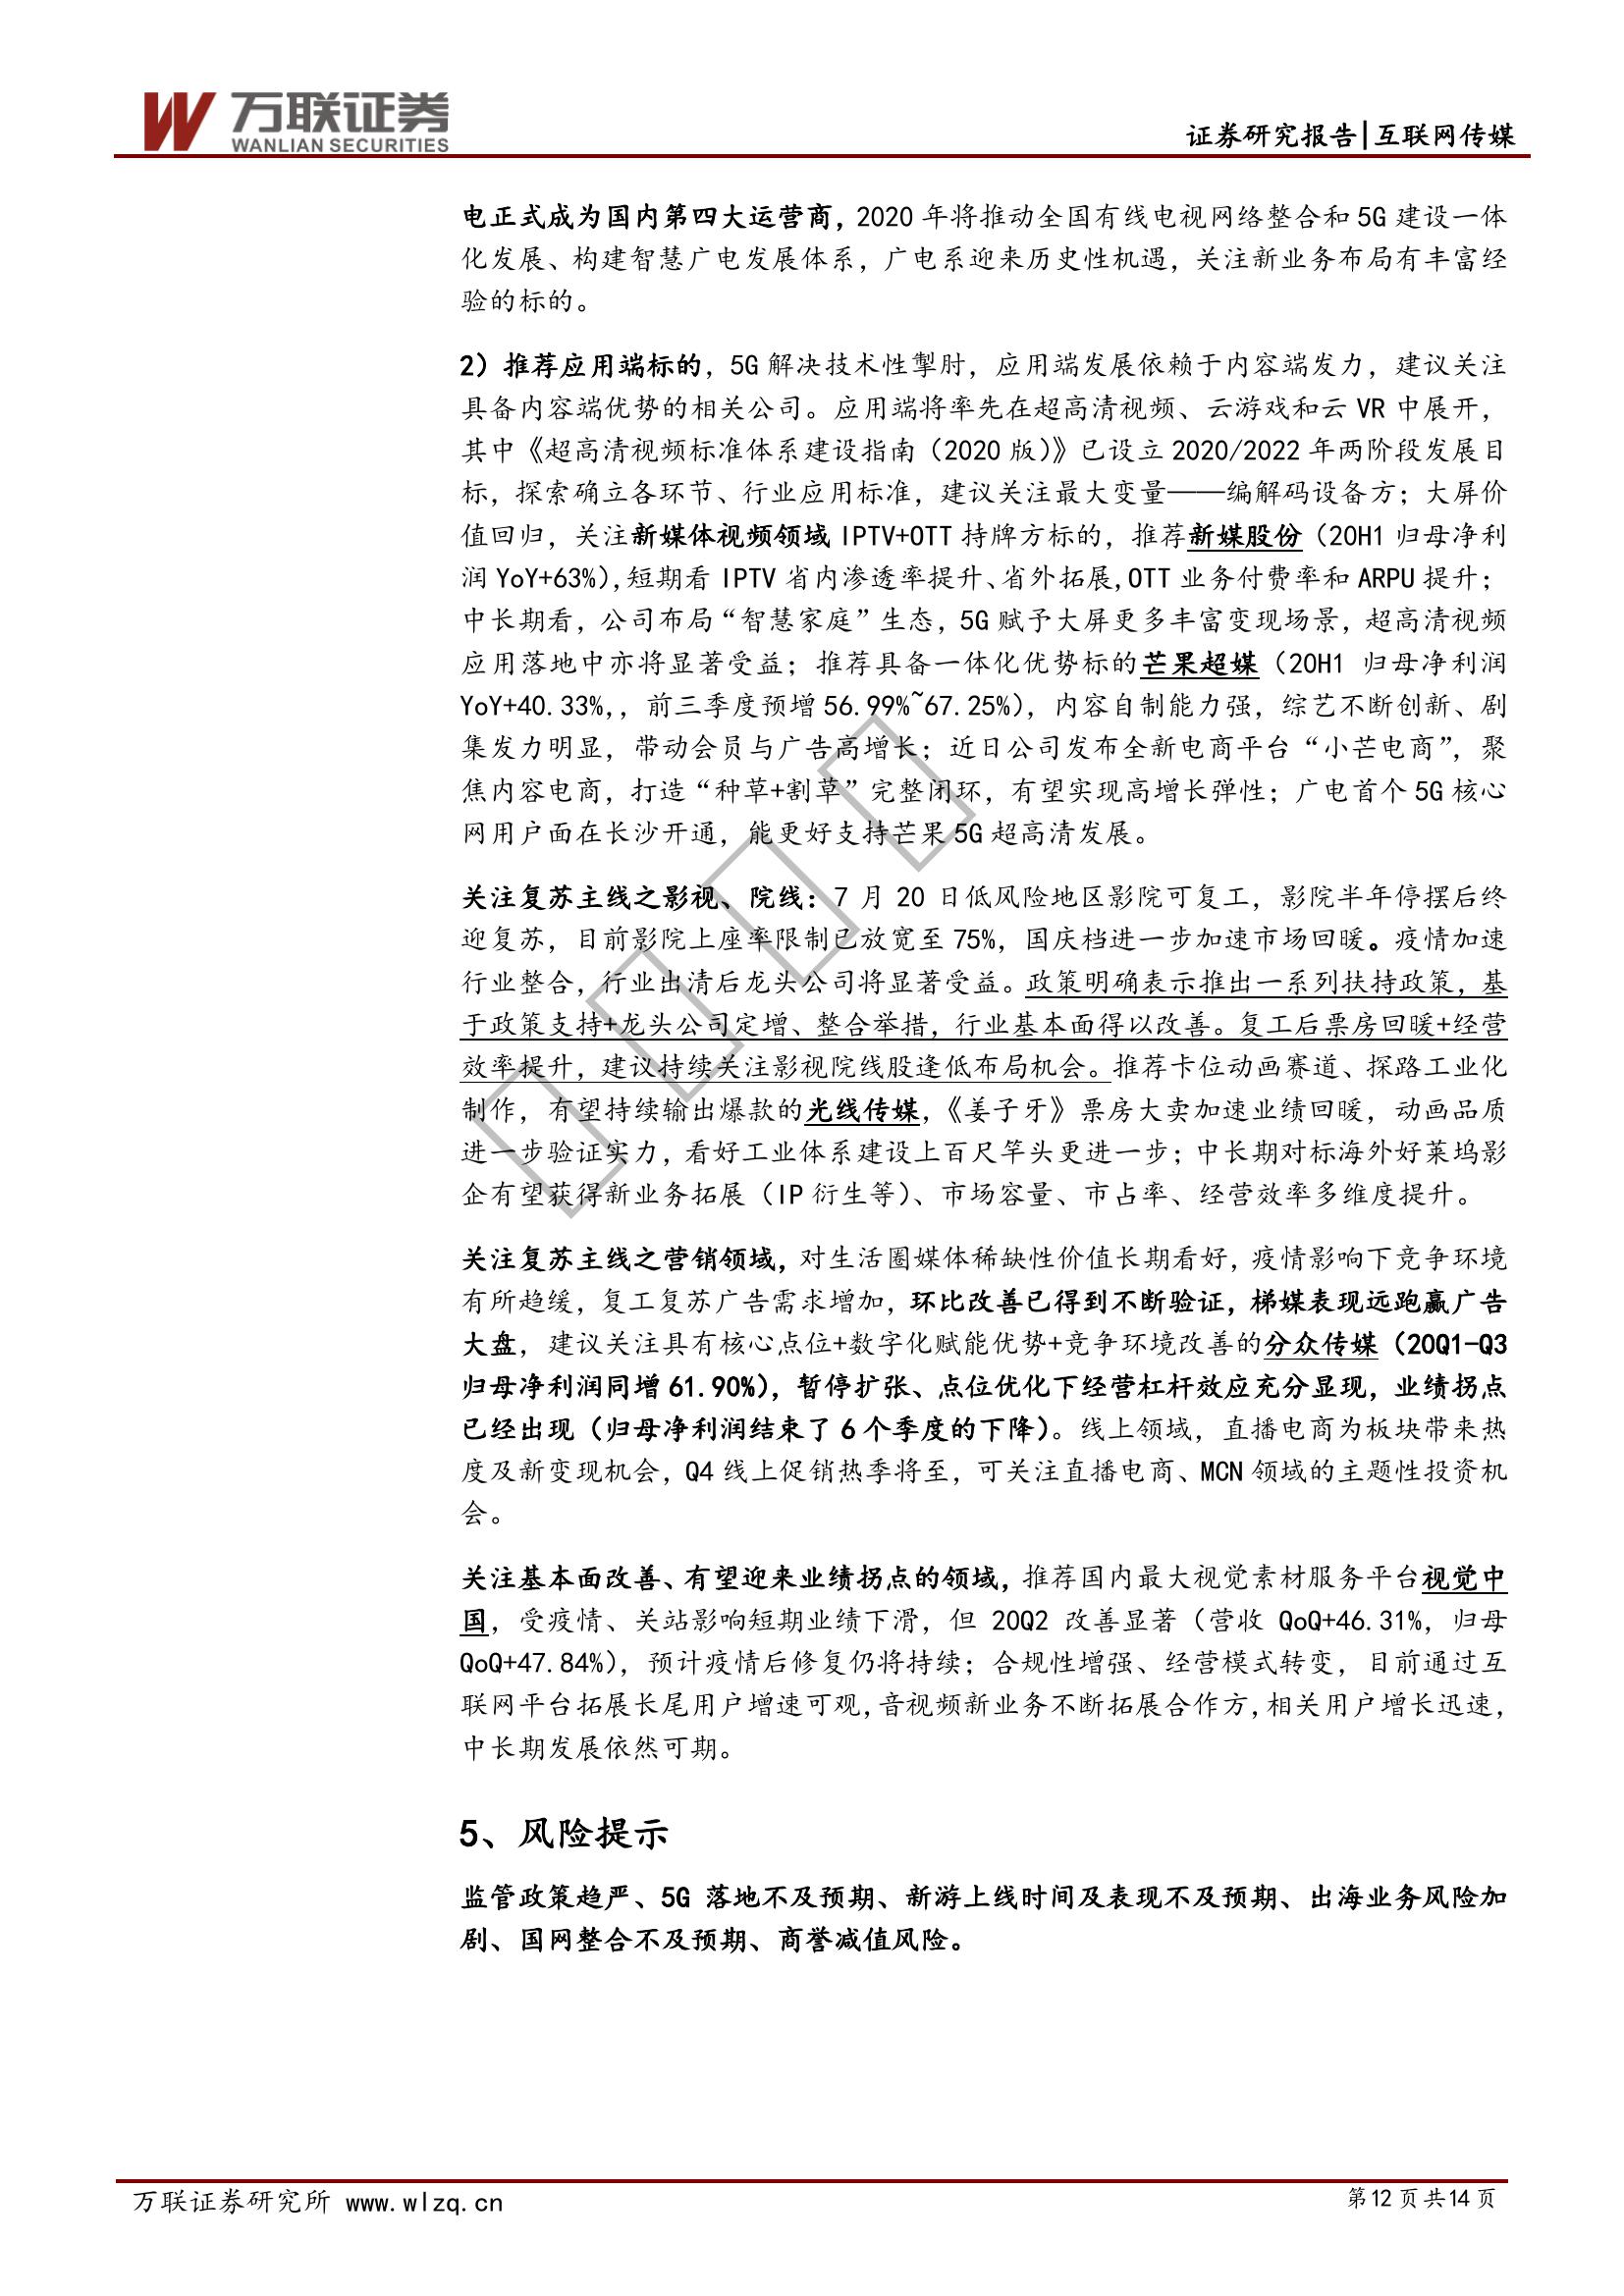 万联证券
WANLIAN SECURITIES
证券研究报告|互联网传媒
电正式成为国内第四大运营商，2020 年将推动全国有线电视网络整合和 5G 建设一体
化发展、构建智慧广电发展体系，广电系迎来历史性机遇，关注新业务布局有丰富经
验的标的。
2）推荐应用端标的，5G 解决技术性掣肘，应用端发展依赖于内容端发力，建议关注
具备内容端优势的相关公司。应用端将率先在超高清视频、云游戏和云 VR 中展开，
其中《超高清视频标准体系建设指南（2020 版）》已设立 2020/2022 年两阶段发展目
标，探索确立各环节、行业应用标准，建议关注最大变量——编解码设备方；大屏价
值回归，关注新媒体视频领域 IPTV+OTT 持牌方标的，推荐新媒股份（20H1 归母净利
润 YoY+63%），短期看 IPTV 省内渗透率提升、省外拓展，OTT 业务付费率和 ARPU 提升；
中长期看，公司布局“智慧家庭”生态，5G 赋予大屏更多丰富变现场景，超高清视频
应用落地中亦将显著受益；推荐具备一体化优势标的芒果超媒（20H1 归母净利润
YoY+40.33%,，前三季度预增 56.99%~67.25%），内容自制能力强，综艺不断创新、剧
集发力明显，带动会员与广告高增长；近日公司发布全新电商平台“小芒电商”，聚
焦内容电商，打造“种草+割草”完整闭环，有望实现高增长弹性；广电首个 5G 核心
网用户面在长沙开通，能更好支持芒果 5G 超高清发展。
关注复苏主线之影视、院线：7 月 20 日低风险地区影院可复工，影院半年停摆后终
迎复苏，目前影院上座率限制已放宽至 75%，国庆档进一步加速市场回暖。疫情加速
行业整合，行业出清后龙头公司将显著受益。政策明确表示推出一系列扶持政策，基
于政策支持+龙头公司定增、整合举措，行业基本面得以改善。复工后票房回暖+经营
效率提升，建议持续关注影视院线股逢低布局机会。推荐卡位动画赛道、探路工业化
制作，有望持续输出爆款的光线传媒，《姜子牙》票房大卖加速业绩回暖，动画品质
进一步验证实力，看好工业体系建设上百尺竿头更进一步；中长期对标海外好莱坞影
企有望获得新业务拓展（IP 衍生等）、市场容量、市占率、经营效率多维度提升。
关注复苏主线之营销领域，对生活圈媒体稀缺性价值长期看好，疫情影响下竞争环境
有所趋缓，复工复苏广告需求增加，环比改善已得到不断验证，梯媒表现远跑赢广告
大盘，建议关注具有核心点位+数字化赋能优势+竞争环境改善的分众传媒（20Q1-Q3
归母净利润同增 61.90%），暂停扩张、点位优化下经营杠杆效应充分显现，业绩拐点
已经出现（归母净利润结束了 6 个季度的下降）。线上领域，直播电商为板块带来热
度及新变现机会，Q4 线上促销热季将至，可关注直播电商、MCN 领域的主题性投资机
会。
关注基本面改善、有望迎来业绩拐点的领域，推荐国内最大视觉素材服务平台视觉中
国，受疫情、关站影响短期业绩下滑，但 20Q2 改善显著（营收 QoQ+46.31%，归母
QoQ+47.84%），预计疫情后修复仍将持续；合规性增强、经营模式转变，目前通过互
联网平台拓展长尾用户增速可观，音视频新业务不断拓展合作方，相关用户增长迅速，
中长期发展依然可期。
5、风险提示
监管政策趋严、5G 落地不及预期、新游上线时间及表现不及预期、出海业务风险加
剧、国网整合不及预期、商誉减值风险。
万联证券研究所 www.wlzq.cn
第 12 页 共 14 页